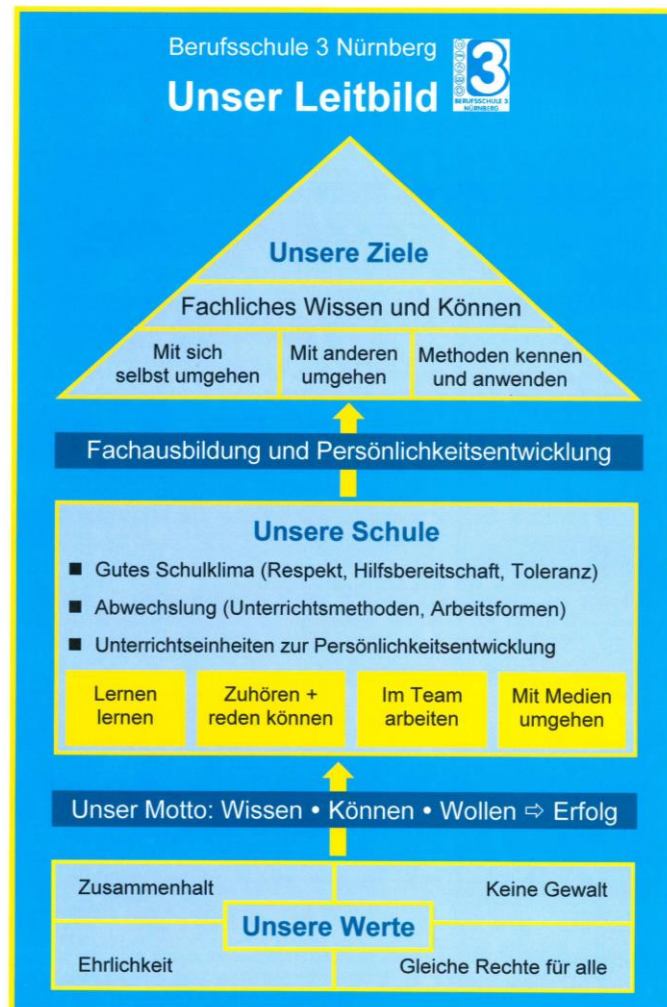 Berufsschule 3 Nürnberg
Unser Leitbild
3
BERUFSSCHULE 3
NÜRNBERG
Unsere Ziele
Fachliches Wissen und Können
Mit sich
selbst umgehen
Mit anderen
umgehen
Methoden kennen
und anwenden
Fachausbildung und Persönlichkeitsentwicklung
Unsere Schule
■ Gutes Schulklima (Respekt, Hilfsbereitschaft, Toleranz)
■ Abwechslung (Unterrichtsmethoden, Arbeitsformen)
■ Unterrichtseinheiten zur Persönlichkeitsentwicklung
Lernen
lernen
Zuhören +
reden können
Im Team
arbeiten
Mit Medien
umgehen
Unser Motto: Wissen • Können • Wollen ⇨ Erfolg
Zusammenhalt
Keine Gewalt
Unsere Werte
Ehrlichkeit
Gleiche Rechte für alle